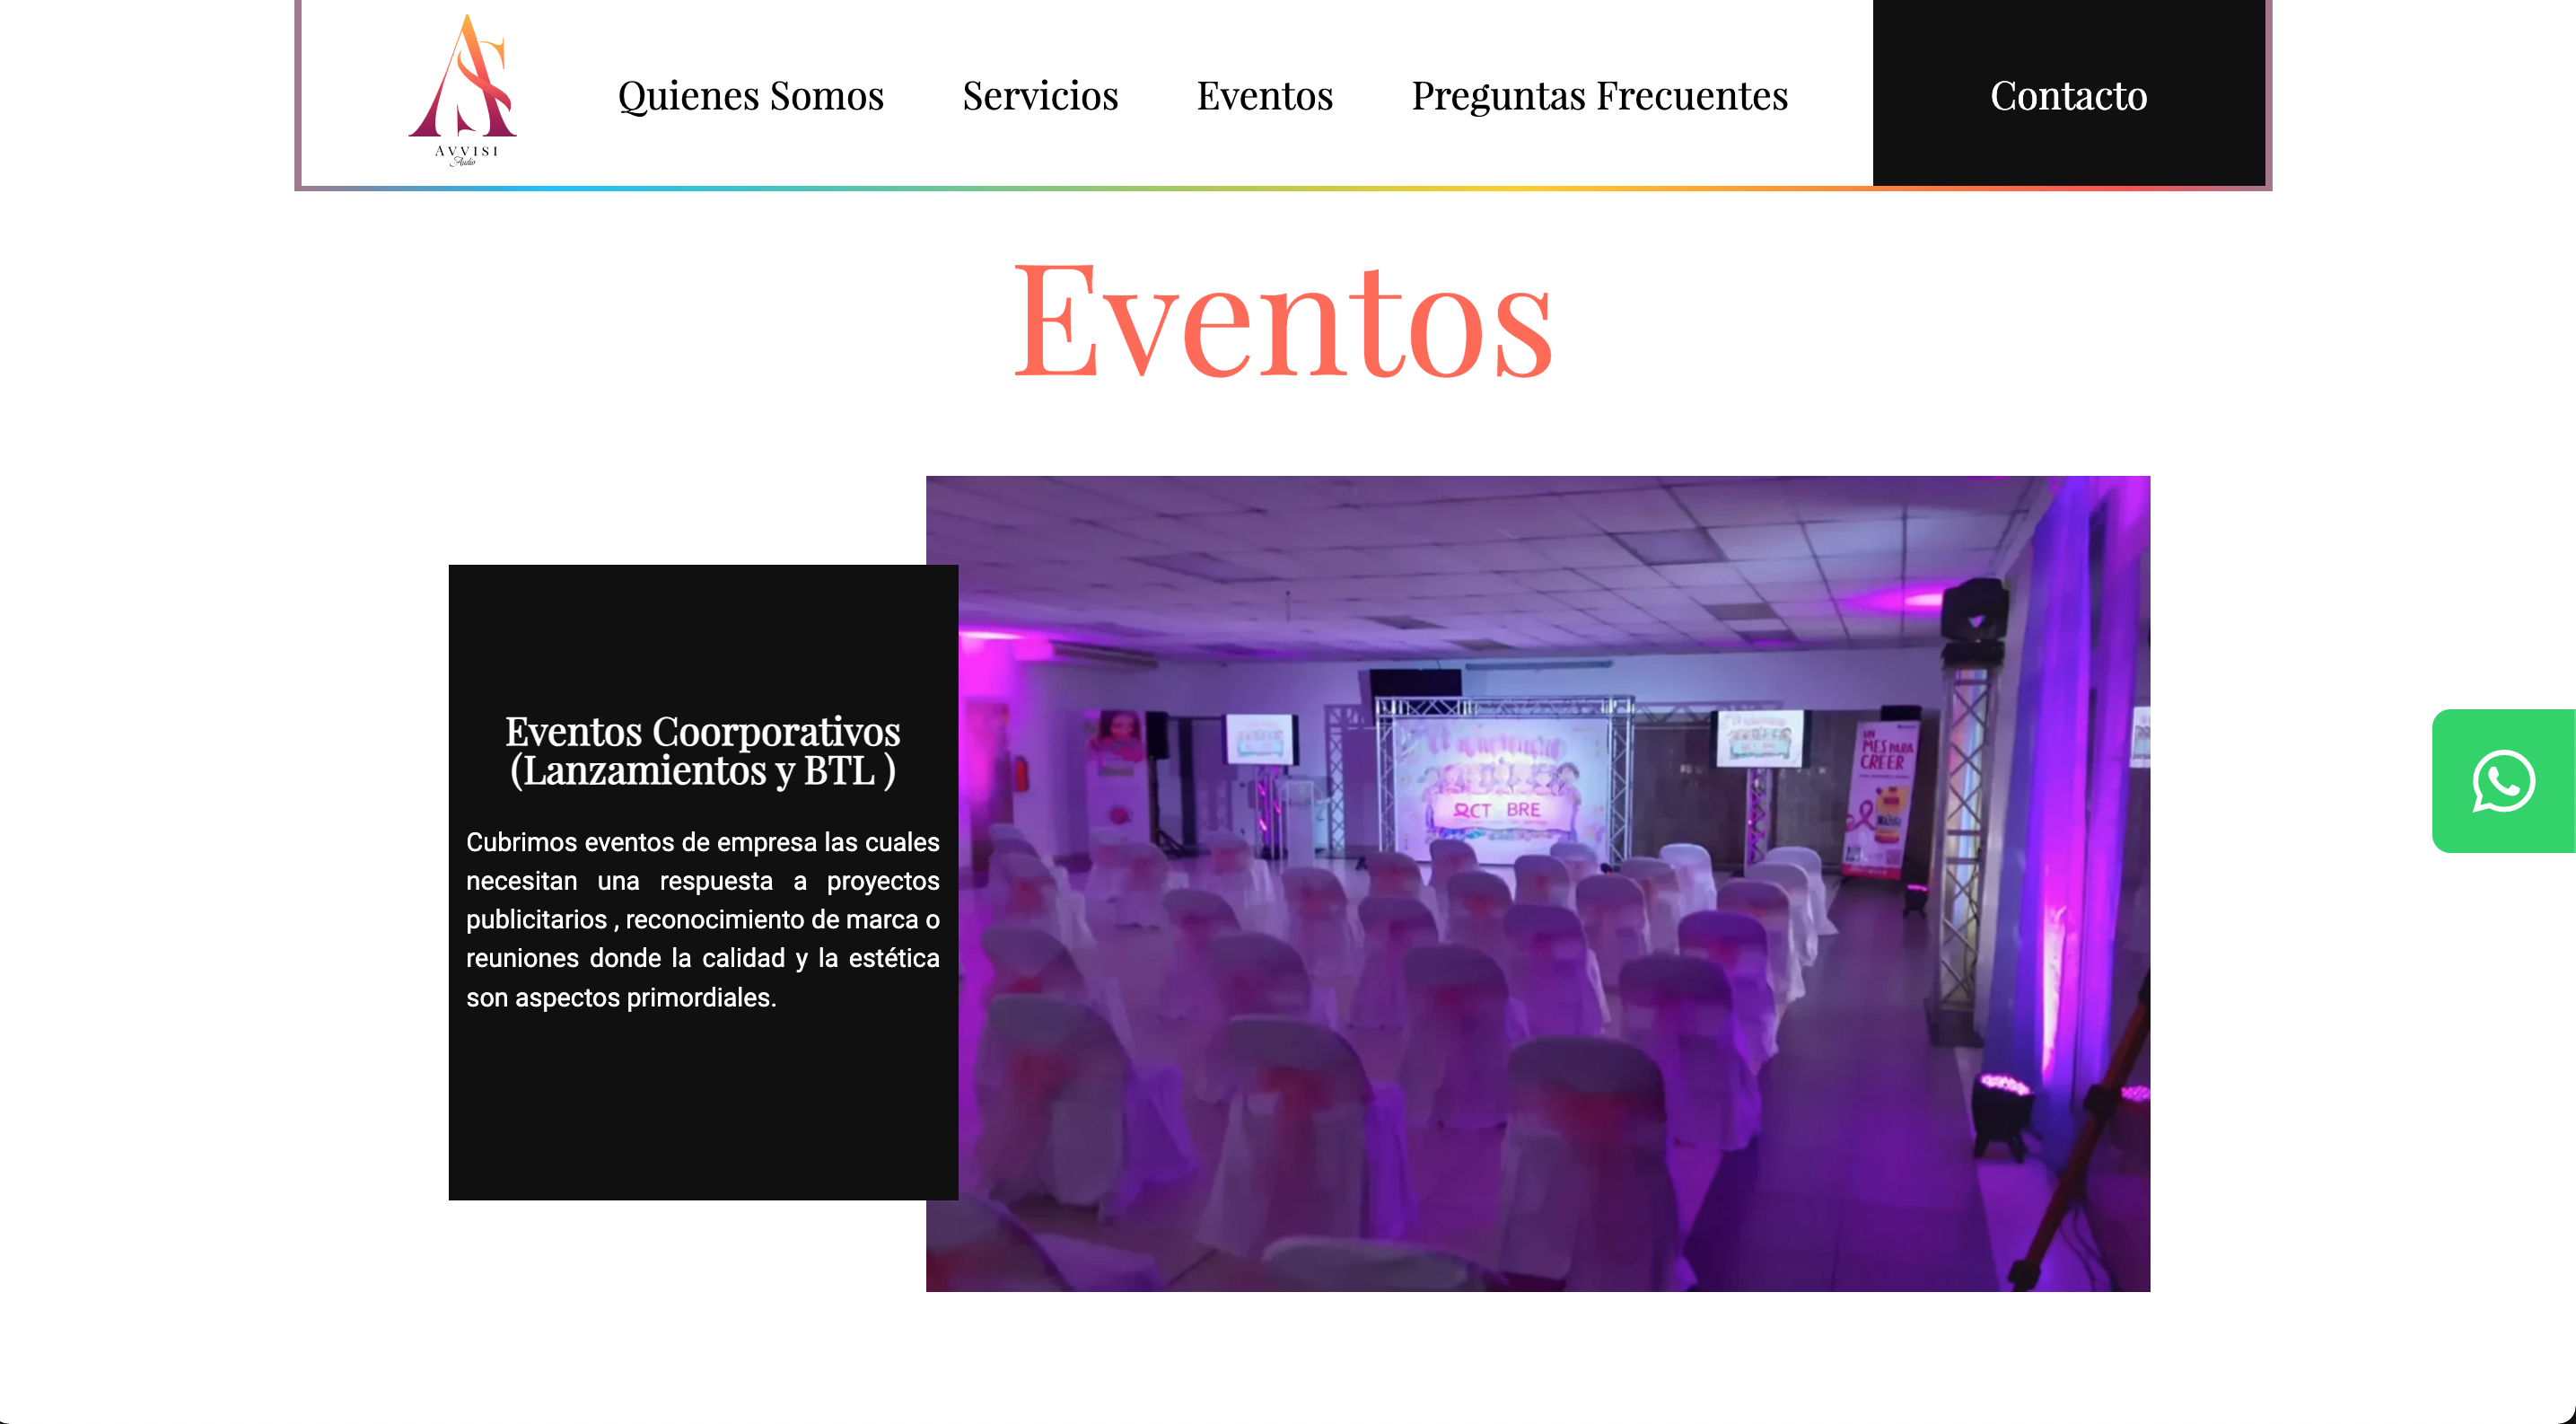 AVVISI
Audio
Quienes Somos
Servicios
Eventos
Preguntas Frecuentes
Contacto
Eventos
Eventos Coorporativos
(Lanzamientos y BTL )
Cubrimos eventos de empresa las cuales
necesitan una respuesta a proyectos
publicitarios , reconocimiento de marca o
reuniones donde la calidad y la estética
son aspectos primordiales.
UN
MES PARA
CREER
CT BRE